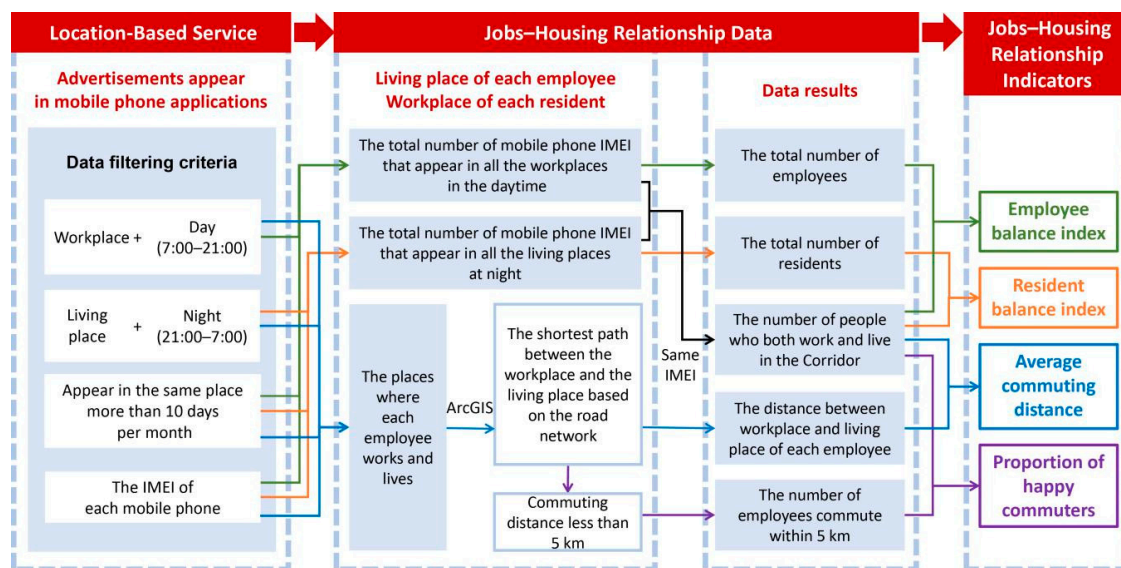 Location-Based Service
Jobs–Housing Relationship Data
Jobs–Housing
Relationship
Indicators
Advertisements appear
in mobile phone applications
Data filtering criteria
Workplace +
Day
(7:00–21:00)
Living
place
+
Night
(21:00–7:00)
Appear in the same place
more than 10 days
per month
The IMEI of
each mobile phone
Living place of each employee
Workplace of each resident
The total number of mobile phone IMEI
that appear in all the workplaces
in the daytime
The total number of mobile phone IMEI
that appear in all the living places
at night
The places
where
each
employee
works and
lives
ArcGIS
The shortest path
between the
workplace and the
living place based
on the road
network
Commuting
distance less than
5 km
Same
IMEI
Data results
The total number of
employees
The total number of
residents
The number of people
who both work and live
in the Corridor
The distance between
workplace and living
place of each employee
The number of
employees commute
within 5 km
Employee
balance index
Resident
balance index
Average
commuting
distance
Proportion of
happy
commuters